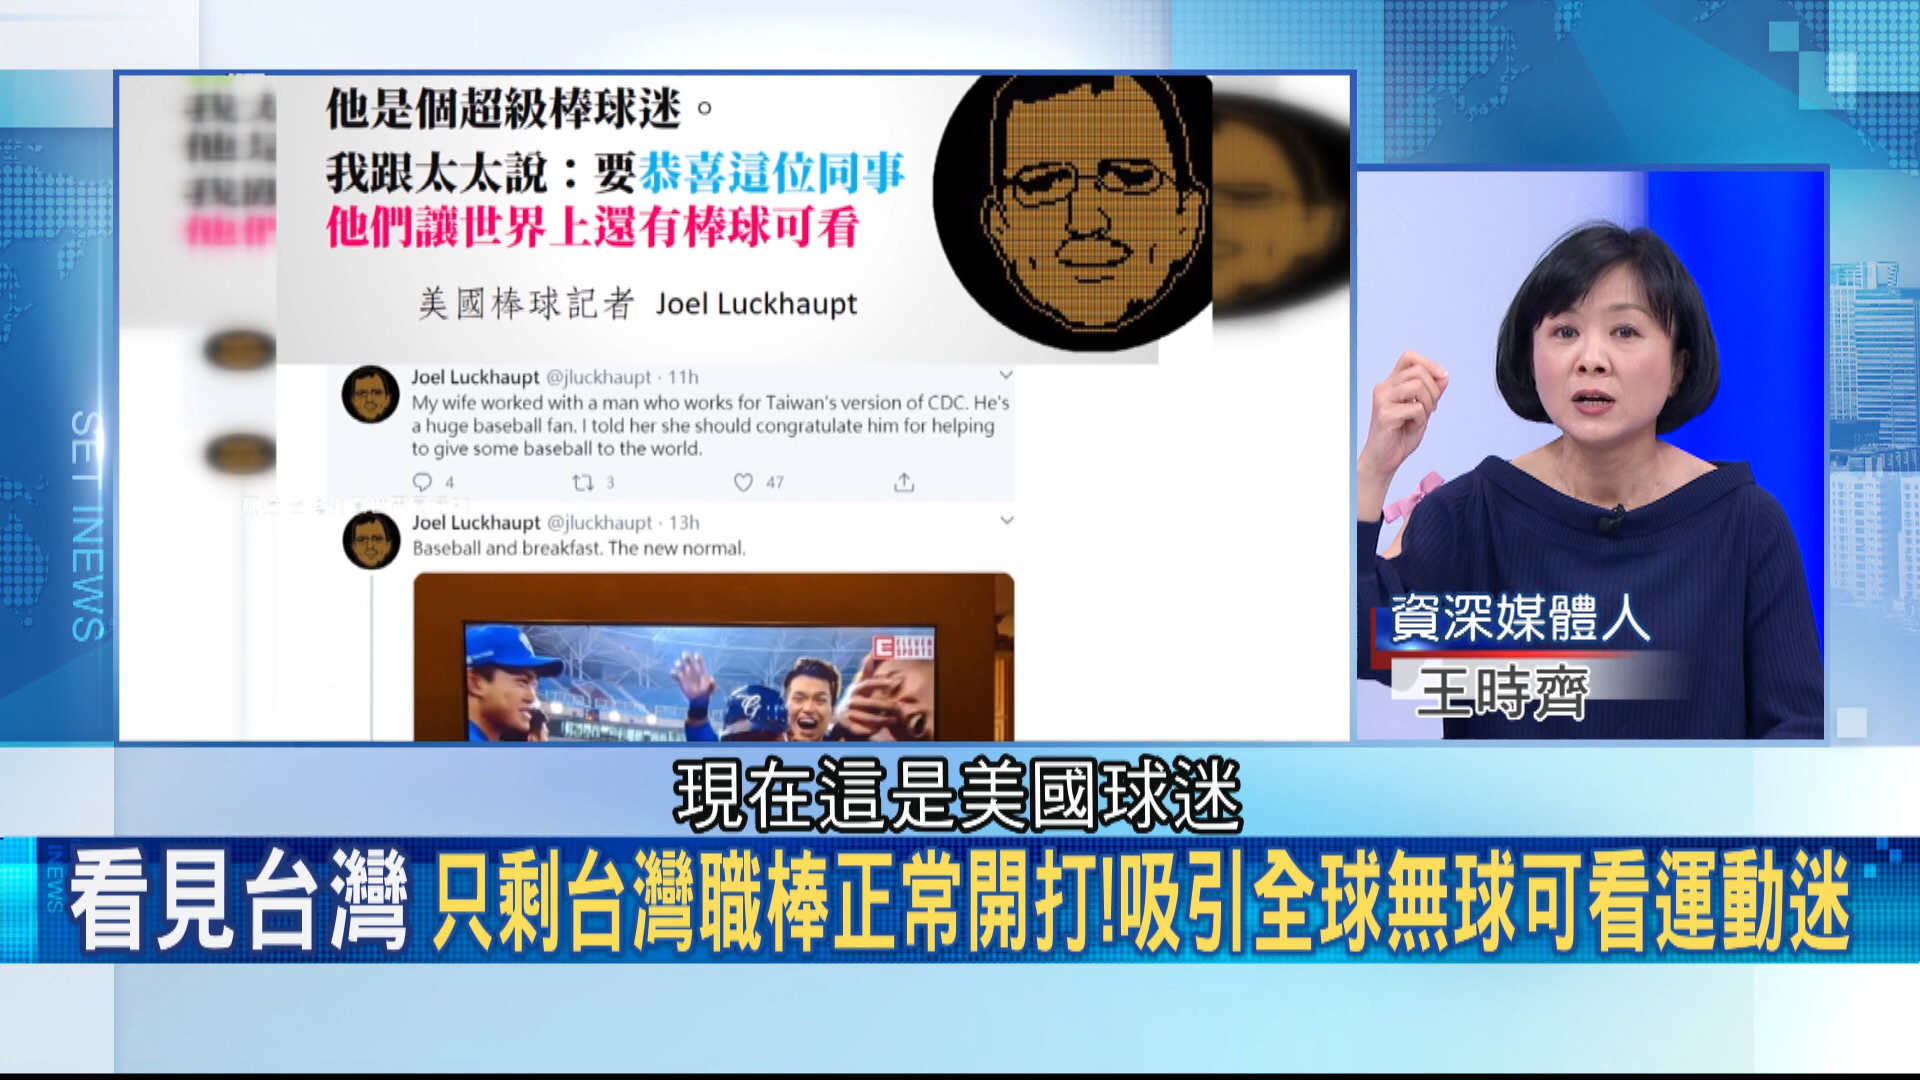 他是個超級棒球迷。
我跟太太說：要恭喜這位同事
他們讓世界上還有棒球可看
美國棒球記者 Joel Luckhaupt
Joel Luckhaupt @jluckhaupt · 11h
My wife worked with a man who works for Taiwan's version of CDC. He's
a huge baseball fan. I told her she should congratulate him for helping
to give some baseball to the world.
4 3 47
Joel Luckhaupt @jluckhaupt · 13h
Baseball and breakfast. The new normal.
ELEVEN
SPORTS
SET iNEWS
資深媒體人
王時齊
現在這是美國球迷
iNEWS
看見台灣 只剩台灣職棒正常開打!吸引全球無球可看運動迷